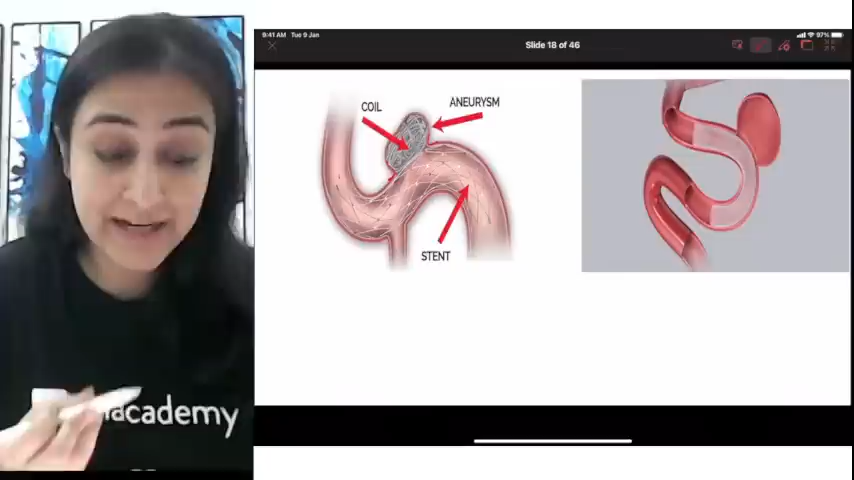 9:41 AM Tue 9 Jan
97%
Slide 18 of 46
COIL
ANEURYSM
STENT
academy